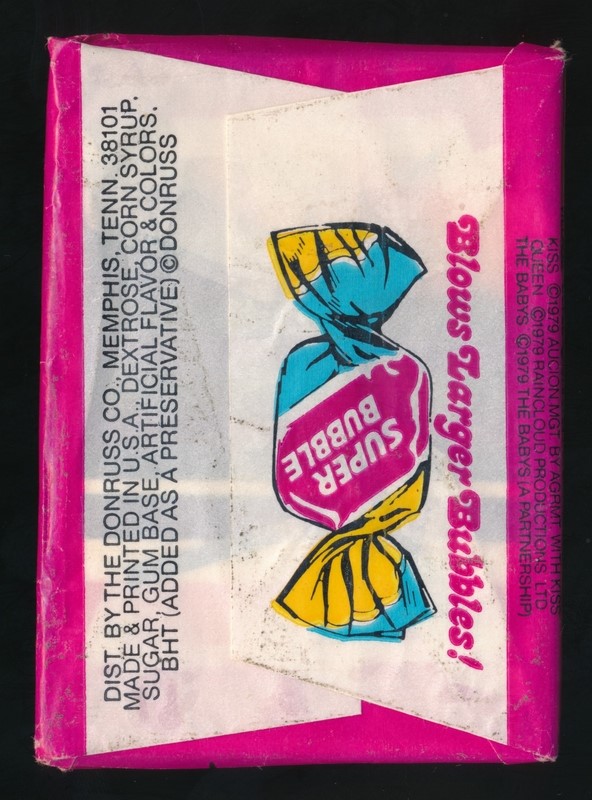 DIST. BY THE DONRUSS CO., MEMPHIS, TENN. 38101
MADE & PRINTED IN U.S.A., DEXTROSE, CORN SYRUP,
SUGAR, GUM BASE, ARTIFICIAL FLAVOR & COLORS.
BHT (ADDED AS A PRESERVATIVE) © DONRUSS
SUPER
BUBBLE
Blows Larger Bubbles!
KISS ©1979 AUCION MGT. BY AGRMT. WITH KISS
QUEEN ©1979 RAINCLOUD PRODUCTIONS LTD
THE BABYS ©1979 THE BABYS (A PARTNERSHIP)